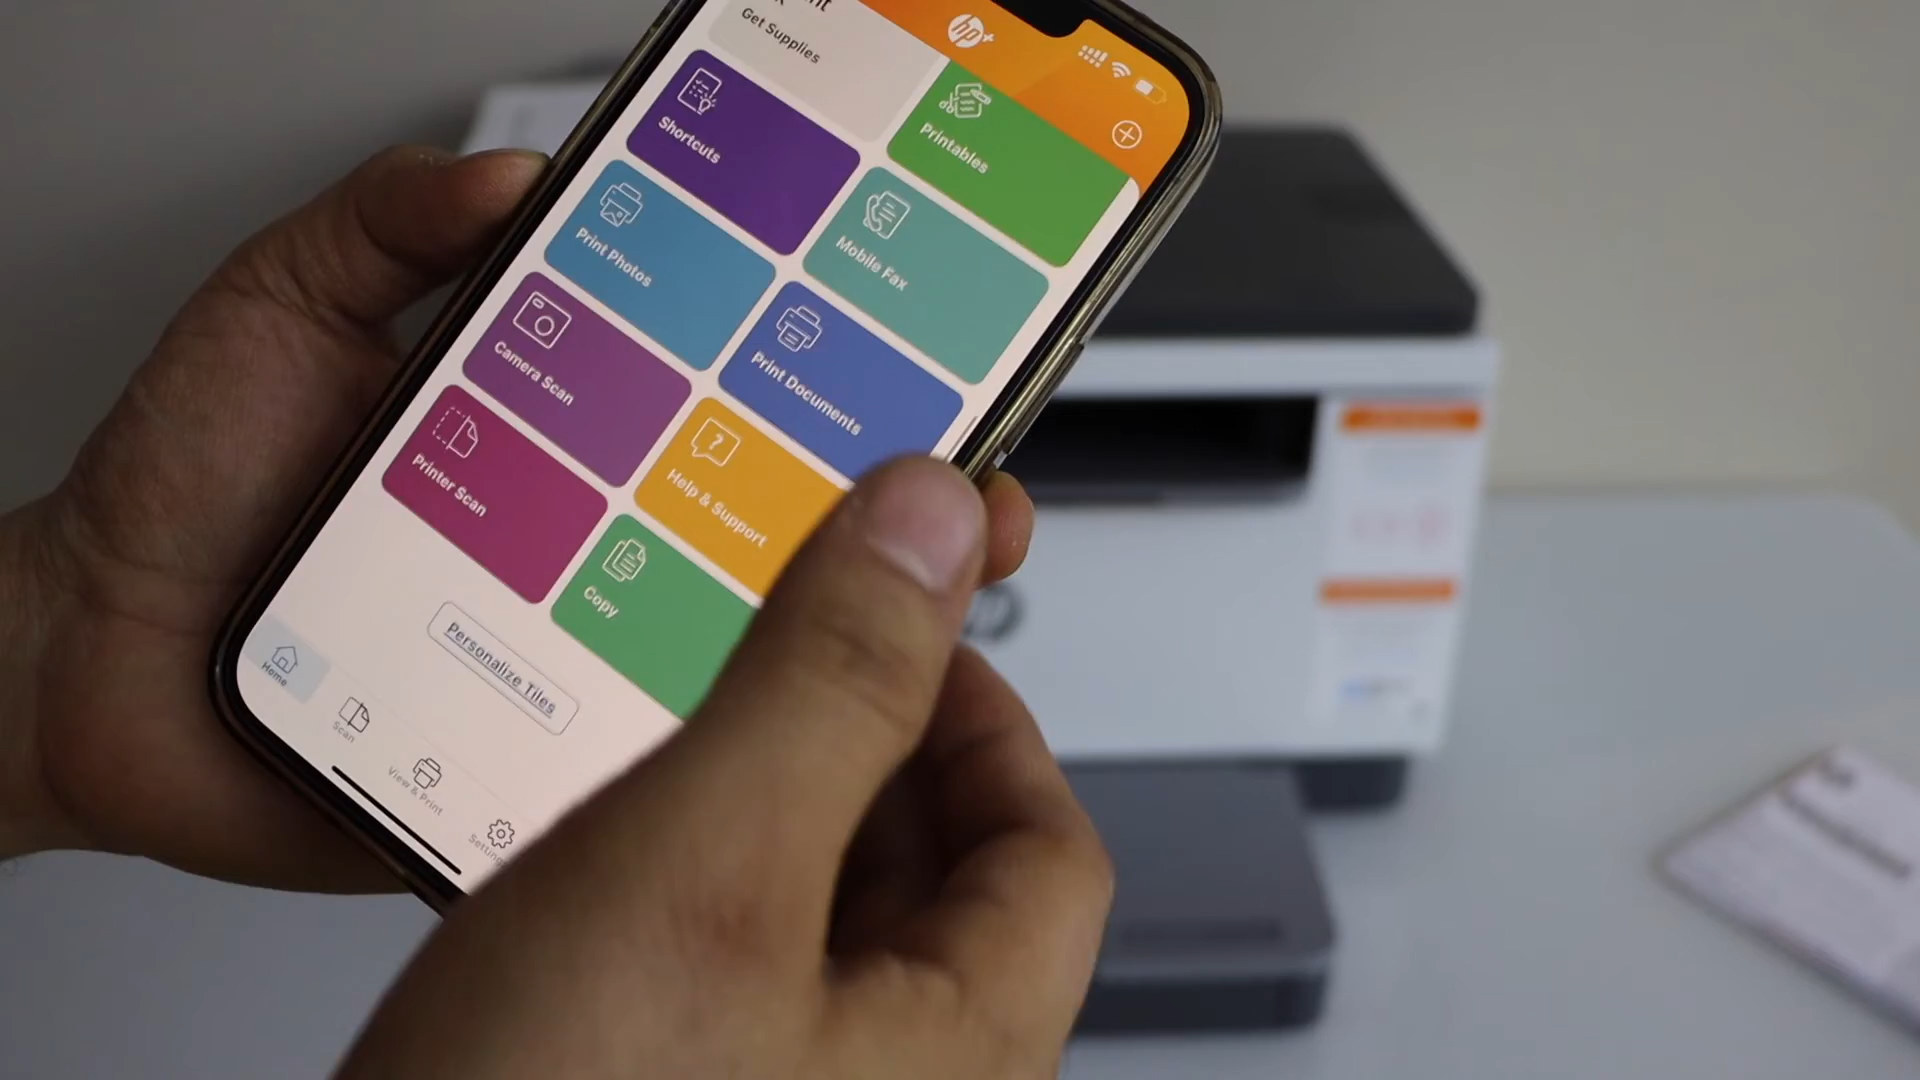 hp+
Get Supplies
Printables
Shortcuts
Mobile Fax
Print Photos
Print Documents
Camera Scan
Help & Support
Printer Scan
Copy
Personalize Tiles
Home
Scan
View & Print